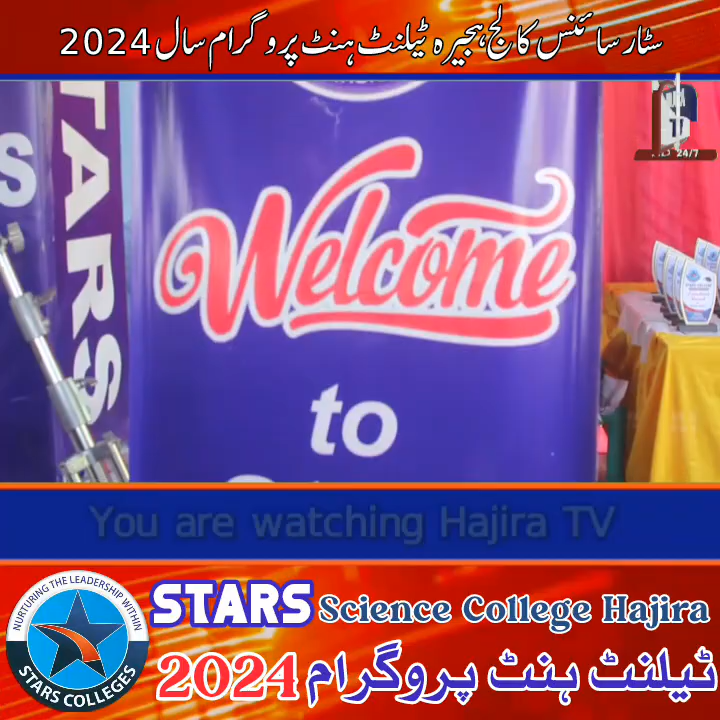 سٹار سائنس کالج ہجیرہ ٹیلنٹ ہنٹ پروگرام سال 2024
S
TARS
24/7
Welcome
to
You are watching Hajira TV
NURTURING THE LEADERSHIP WITHIN
STARS COLLEGES
STARS Science College Hajira
ٹیلنٹ ہنٹ پروگرام 2024